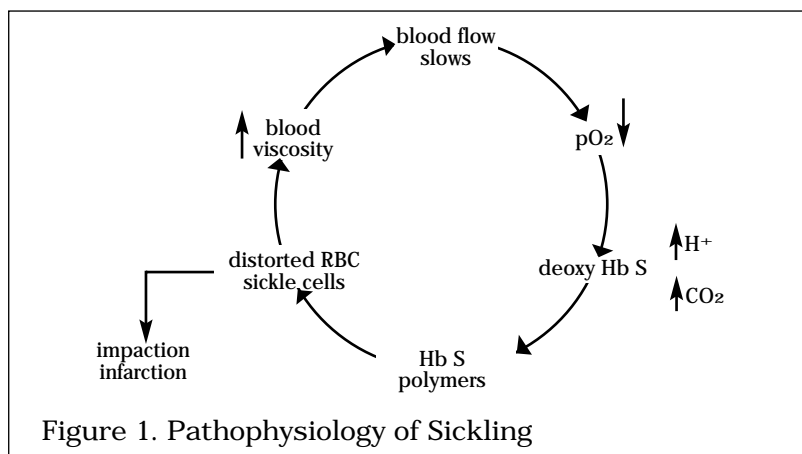 blood flow
slows
pO₂
H⁺
deoxy Hb S
CO₂
Hb S
polymers
distorted RBC
sickle cells
impaction
infarction
blood
viscosity
Figure 1. Pathophysiology of Sickling